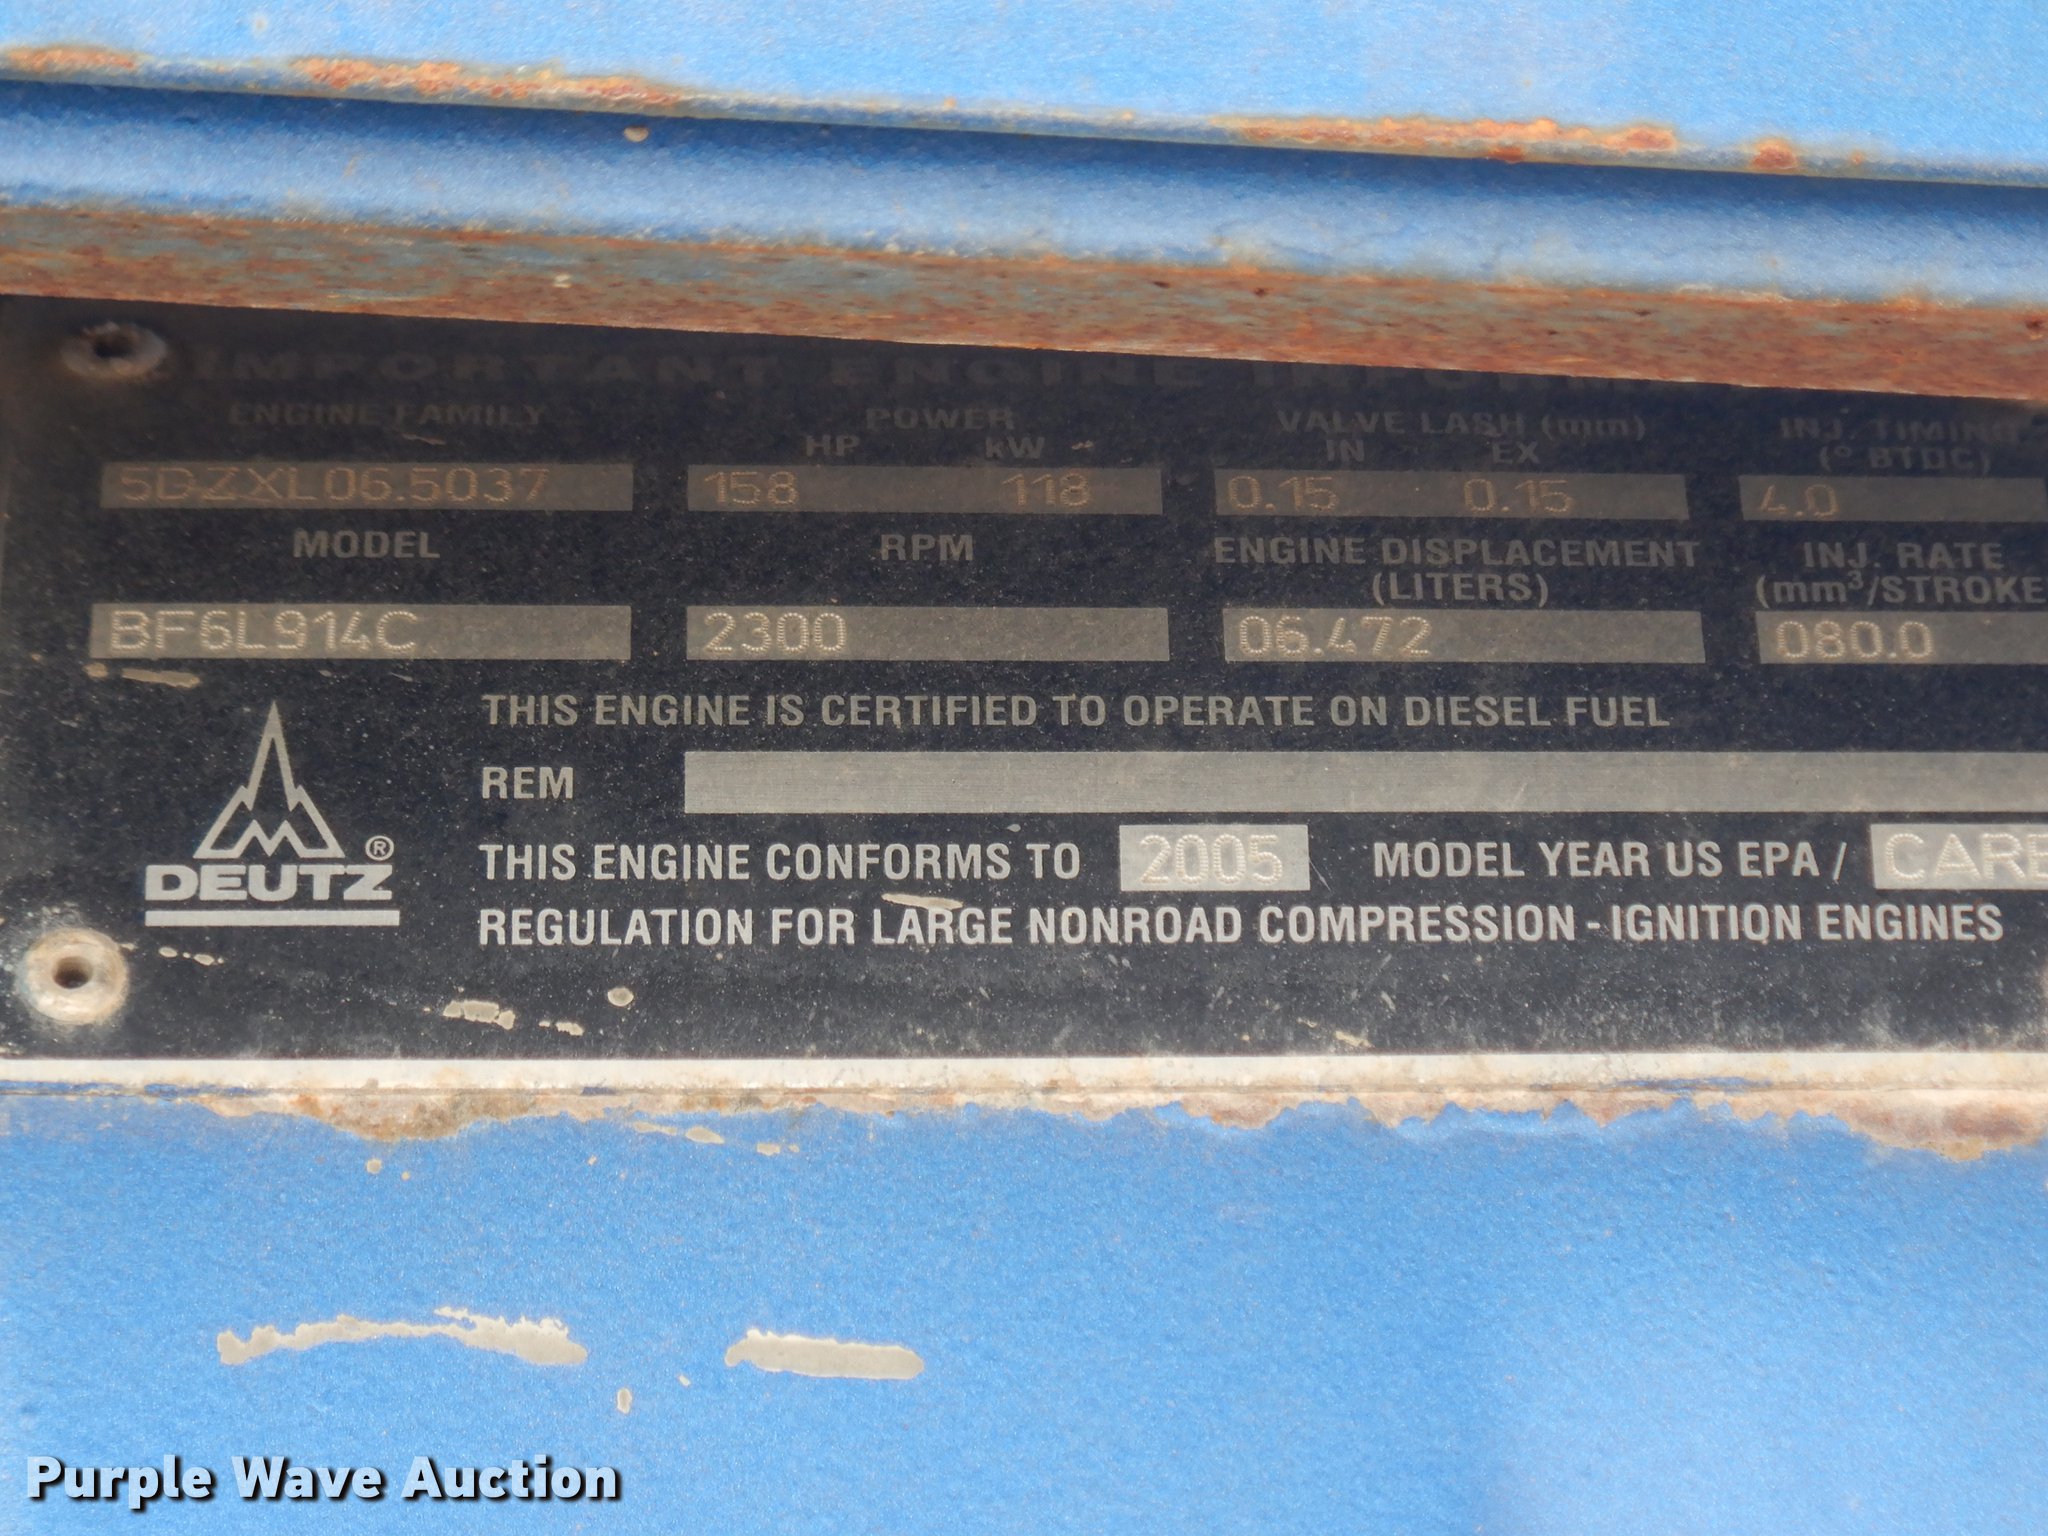 IMPORTANT ENGINE INFORM
ENGINE FAMILY POWER VALVE LASH (mm) INJ. TIMING
HP kW IN EX (° BTDC)
5DZXL06.5037 158 118 0.15 0.15 4.0
MODEL RPM ENGINE DISPLACEMENT INJ. RATE
(LITERS) (mm³/STROKE
BF6L914C 2300 06.472 080.0
THIS ENGINE IS CERTIFIED TO OPERATE ON DIESEL FUEL
REM
THIS ENGINE CONFORMS TO 2005 MODEL YEAR US EPA / CARB
REGULATION FOR LARGE NONROAD COMPRESSION - IGNITION ENGINES
DEUTZ®
Purple Wave Auction